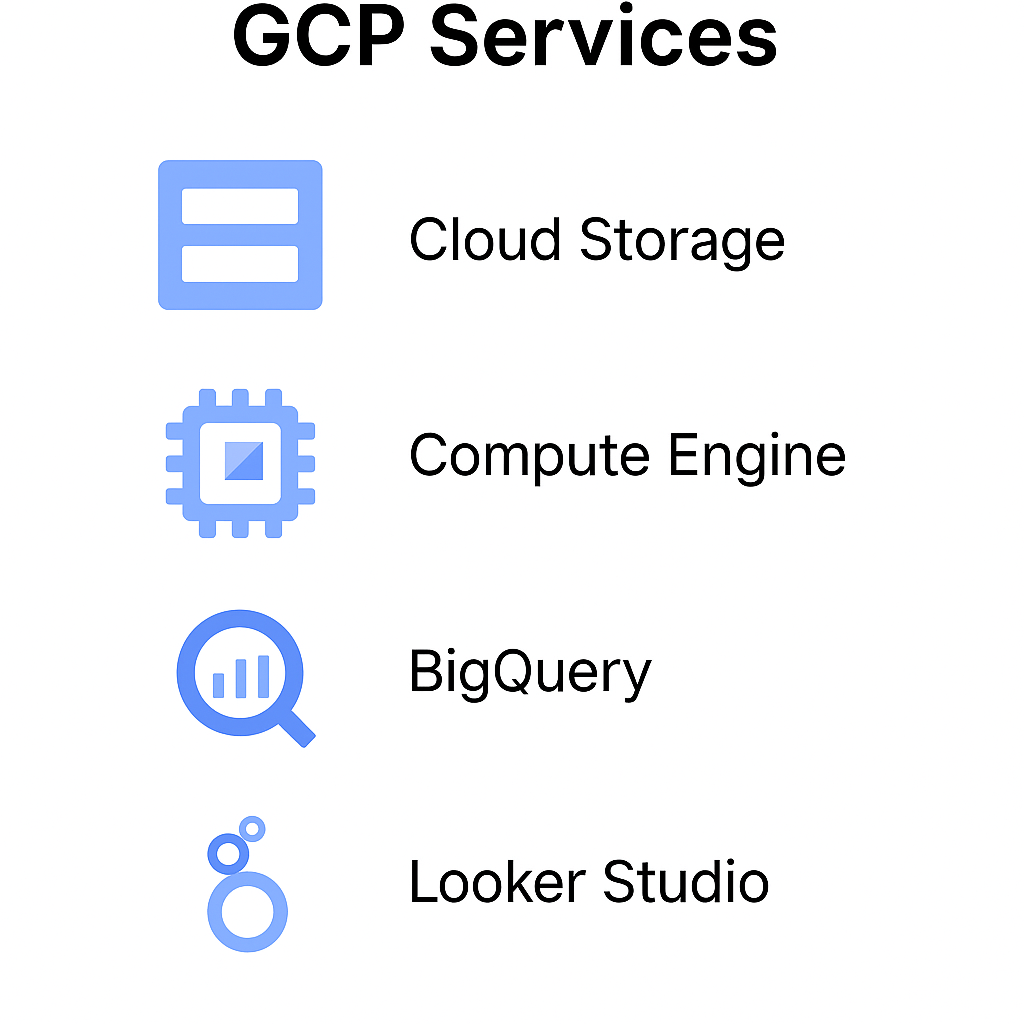 GCP Services
Cloud Storage
Compute Engine
BigQuery
Looker Studio